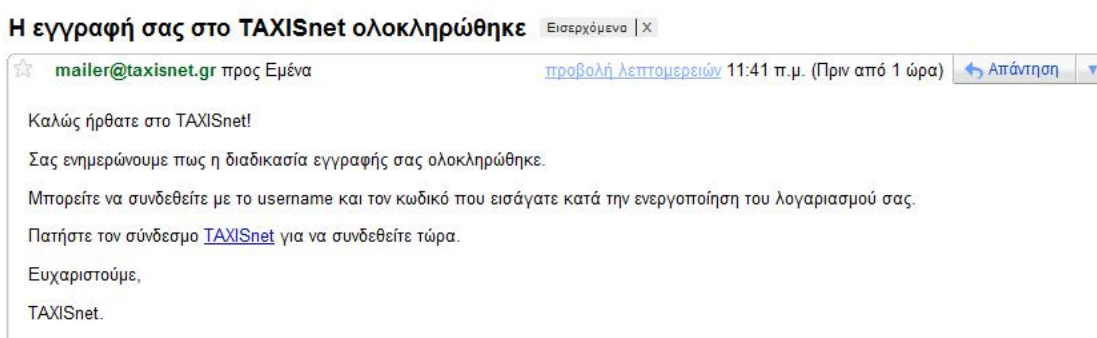 Η εγγραφή σας στο TAXISnet ολοκληρώθηκε Εισερχόμενα | X
mailer@taxisnet.gr προς Εμένα προβολή λεπτομερειών 11:41 π.μ. (Πριν από 1 ώρα) Απάντηση
Καλώς ήρθατε στο TAXISnet!
Σας ενημερώνουμε πως η διαδικασία εγγραφής σας ολοκληρώθηκε.
Μπορείτε να συνδεθείτε με το username και τον κωδικό που εισάγατε κατά την ενεργοποίηση του λογαριασμού σας.
Πατήστε τον σύνδεσμο TAXISnet για να συνδεθείτε τώρα.
Ευχαριστούμε,
TAXISnet.